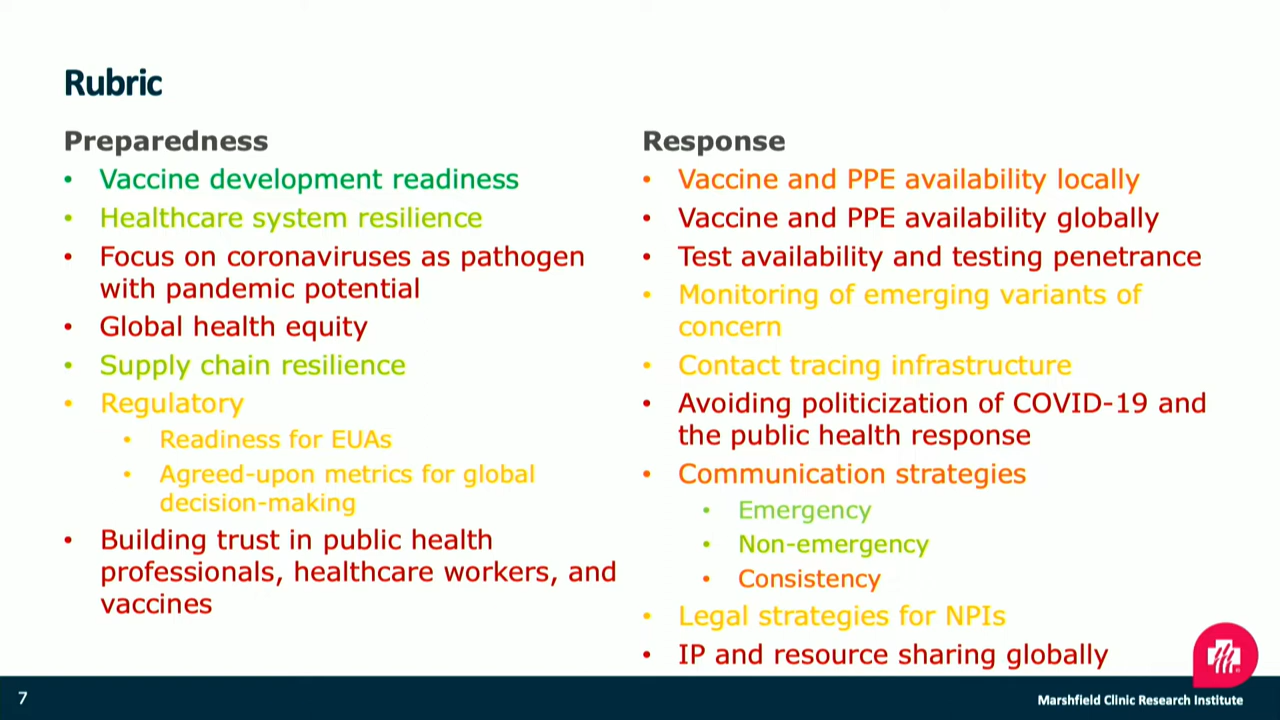 Rubric
Preparedness
• Vaccine development readiness
• Healthcare system resilience
• Focus on coronaviruses as pathogen
with pandemic potential
• Global health equity
• Supply chain resilience
• Regulatory
• Readiness for EUAs
• Agreed-upon metrics for global
decision-making
• Building trust in public health
professionals, healthcare workers, and
vaccines
Response
• Vaccine and PPE availability locally
• Vaccine and PPE availability globally
• Test availability and testing penetrance
• Monitoring of emerging variants of
concern
• Contact tracing infrastructure
• Avoiding politicization of COVID-19 and
the public health response
• Communication strategies
• Emergency
• Non-emergency
• Consistency
• Legal strategies for NPIs
• IP and resource sharing globally
7
Marshfield Clinic Research Institute